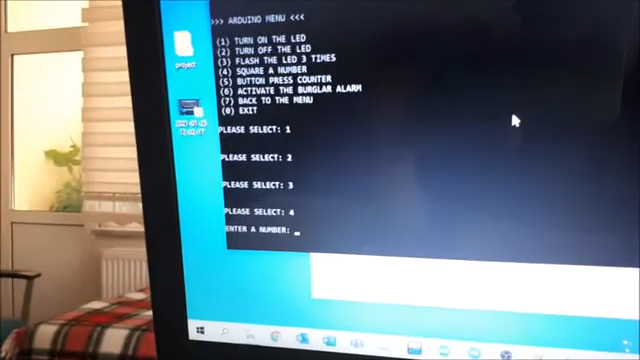 >>> ARDUINO MENU <<<
(1) TURN ON THE LED
(2) TURN OFF THE LED
(3) FLASH THE LED 3 TIMES
(4) SQUARE A NUMBER
(5) BUTTON PRESS COUNTER
(6) ACTIVATE THE BURGLAR ALARM
(7) BACK TO THE MENU
(0) EXIT
PLEASE SELECT: 1
PLEASE SELECT: 2
PLEASE SELECT: 3
PLEASE SELECT: 4
ENTER A NUMBER: _
project